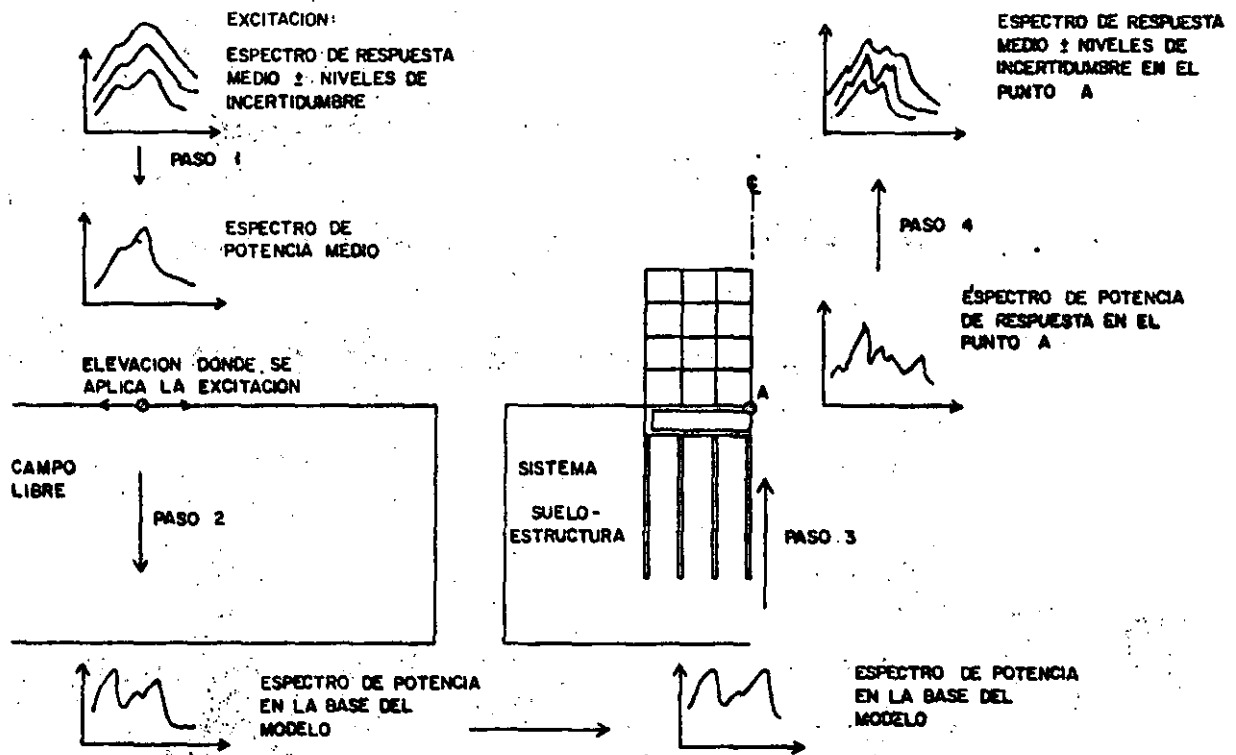 EXCITACION:
ESPECTRO DE RESPUESTA
MEDIO ± NIVELES DE
INCERTIDUMBRE
PASO 1
ESPECTRO DE
POTENCIA MEDIO
ELEVACION DONDE SE
APLICA LA EXCITACIÓN
CAMPO
LIBRE
PASO 2
ESPECTRO DE POTENCIA
EN LA BASE DEL
MODELO
SISTEMA
SUELO-
ESTRUCTURA
PASO 3
ESPECTRO DE POTENCIA
EN LA BASE DEL
MODELO
A
ESPECTRO DE POTENCIA
DE RESPUESTA EN EL
PUNTO A
PASO 4
ESPECTRO DE RESPUESTA
MEDIO ± NIVELES DE
INCERTIDUMBRE EN EL
PUNTO A